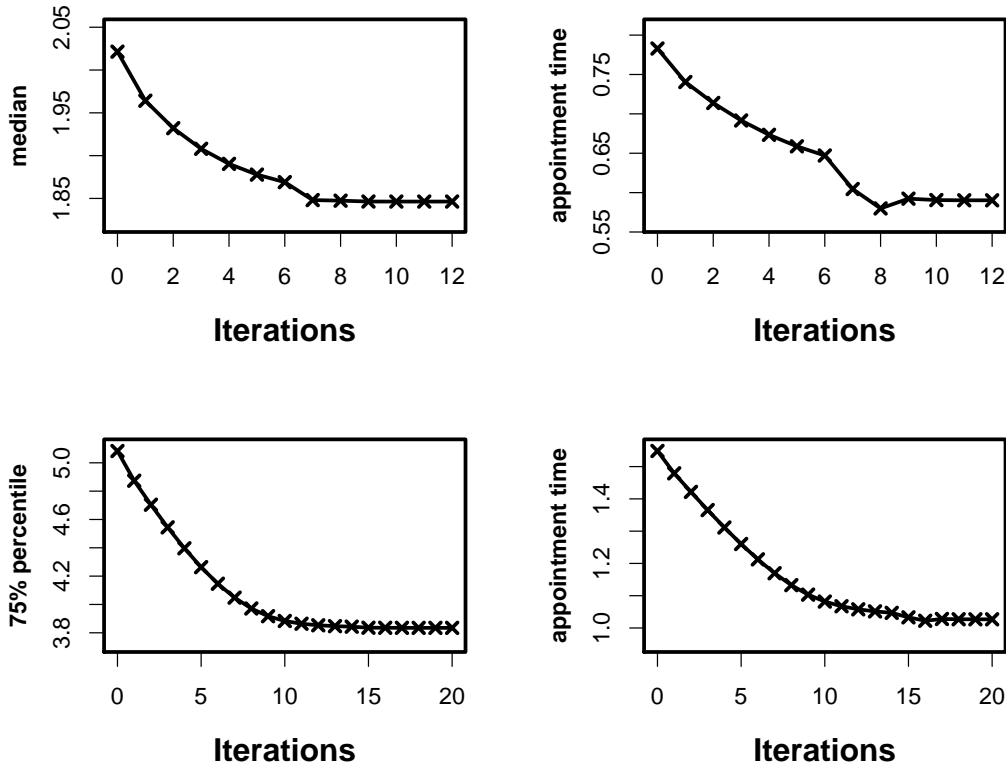 median
2.05
1.95
1.85
0 2 4 6 8 10 12
Iterations
appointment time
0.75
0.65
0.55
0 2 4 6 8 10 12
Iterations
75% percentile
5.0
4.6
4.2
3.8
0 5 10 15 20
Iterations
appointment time
1.4
1.2
1.0
0 5 10 15 20
Iterations